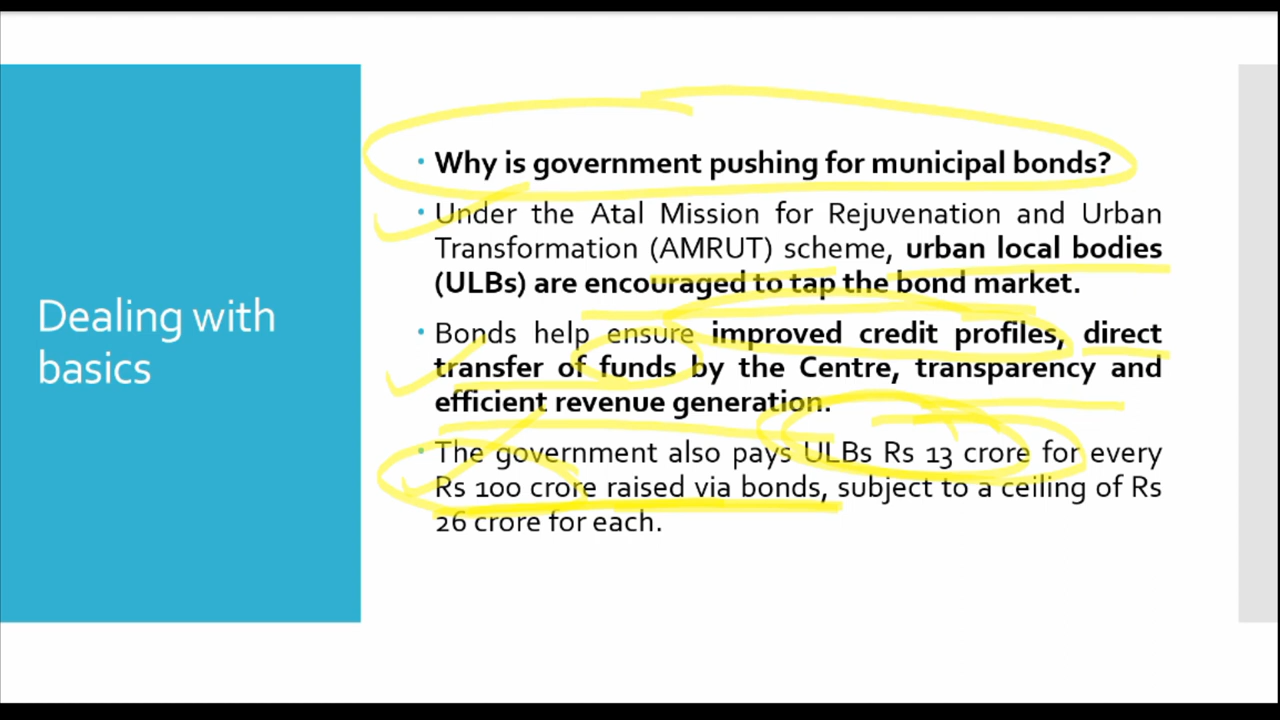 Dealing with
basics
• Why is government pushing for municipal bonds?
• Under the Atal Mission for Rejuvenation and Urban
Transformation (AMRUT) scheme, urban local bodies
(ULBs) are encouraged to tap the bond market.
• Bonds help ensure improved credit profiles, direct
transfer of funds by the Centre, transparency and
efficient revenue generation.
• The government also pays ULBs Rs 13 crore for every
Rs 100 crore raised via bonds, subject to a ceiling of Rs
26 crore for each.